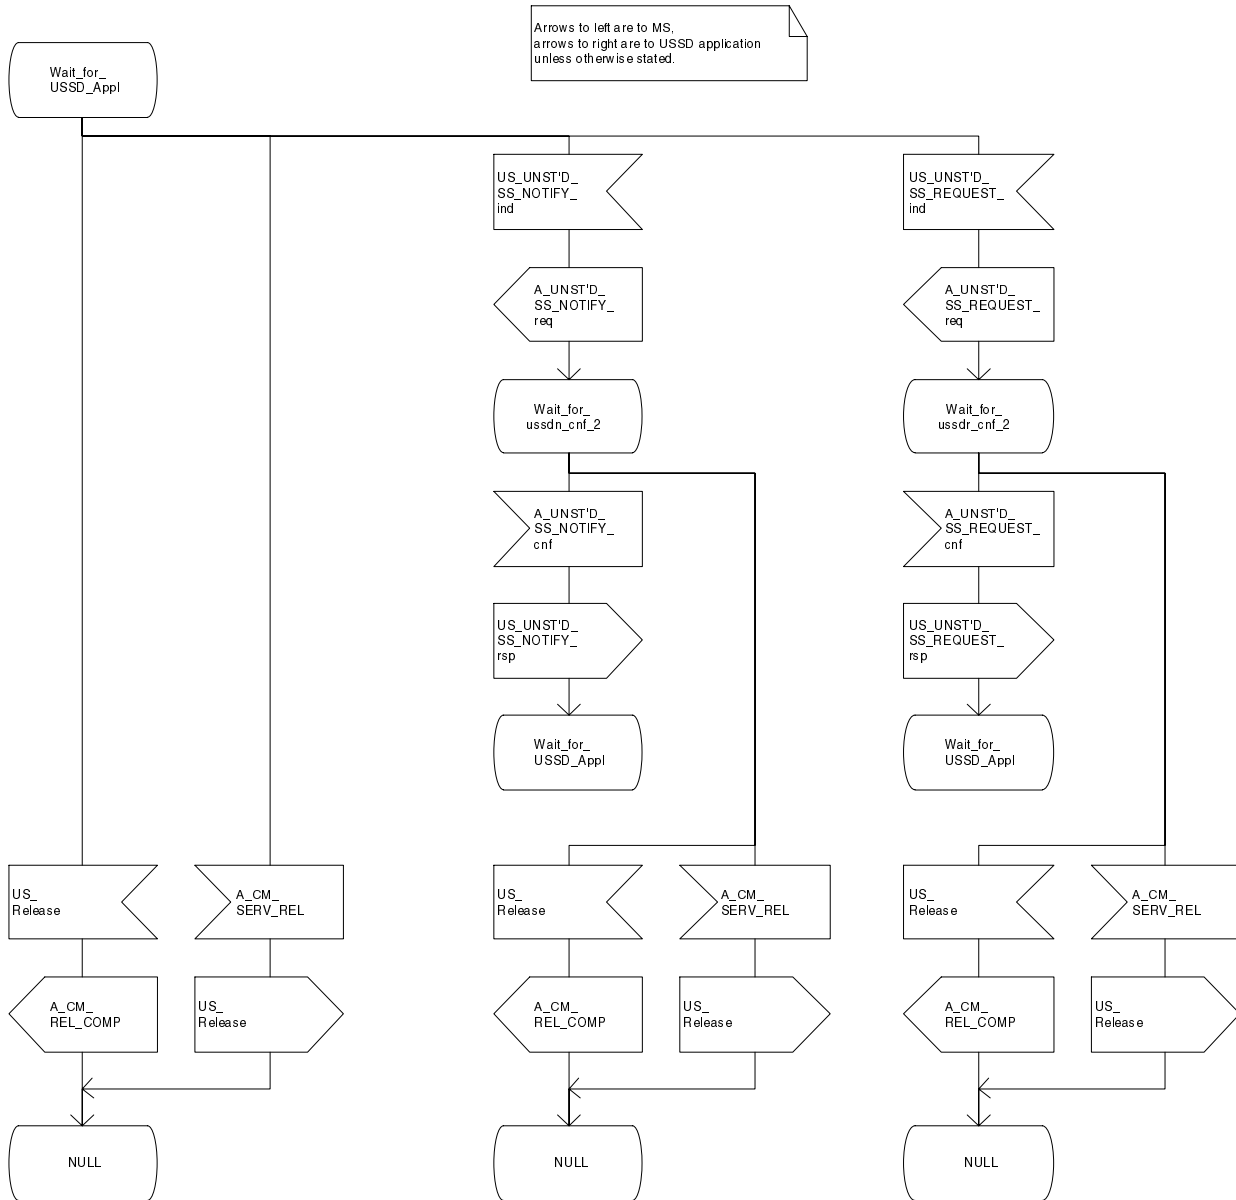 Arrows to left are to MS,
arrows to right are to USSD application
unless otherwise stated.
Wait_for_
USSD_Appl
US_UNST'D_
SS_NOTIFY_
ind
US_UNST'D_
SS_REQUEST_
ind
A_UNST'D_
SS_NOTIFY_
req
A_UNST'D_
SS_REQUEST_
req
Wait_for_
ussdn_cnf_2
Wait_for_
ussdr_cnf_2
A_UNST'D_
SS_NOTIFY_
cnf
A_UNST'D_
SS_REQUEST_
cnf
US_UNST'D_
SS_NOTIFY_
rsp
US_UNST'D_
SS_REQUEST_
rsp
Wait_for_
USSD_Appl
Wait_for_
USSD_Appl
US_
Release
A_CM_
SERV_REL
US_
Release
A_CM_
SERV_REL
US_
Release
A_CM_
SERV_REL
A_CM_
REL_COMP
US_
Release
A_CM_
REL_COMP
US_
Release
A_CM_
REL_COMP
US_
Release
NULL
NULL
NULL